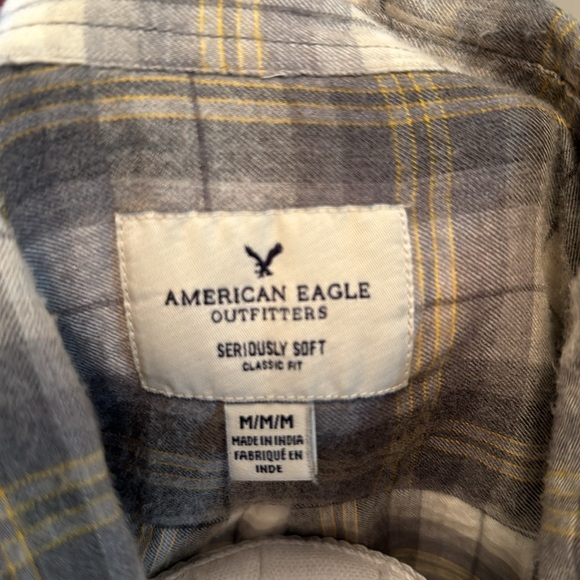 AMERICAN EAGLE
OUTFITTERS
SERIOUSLY SOFT
CLASSIC FIT
M/M/M
MADE IN INDIA
FABRIQUÉ EN
INDE